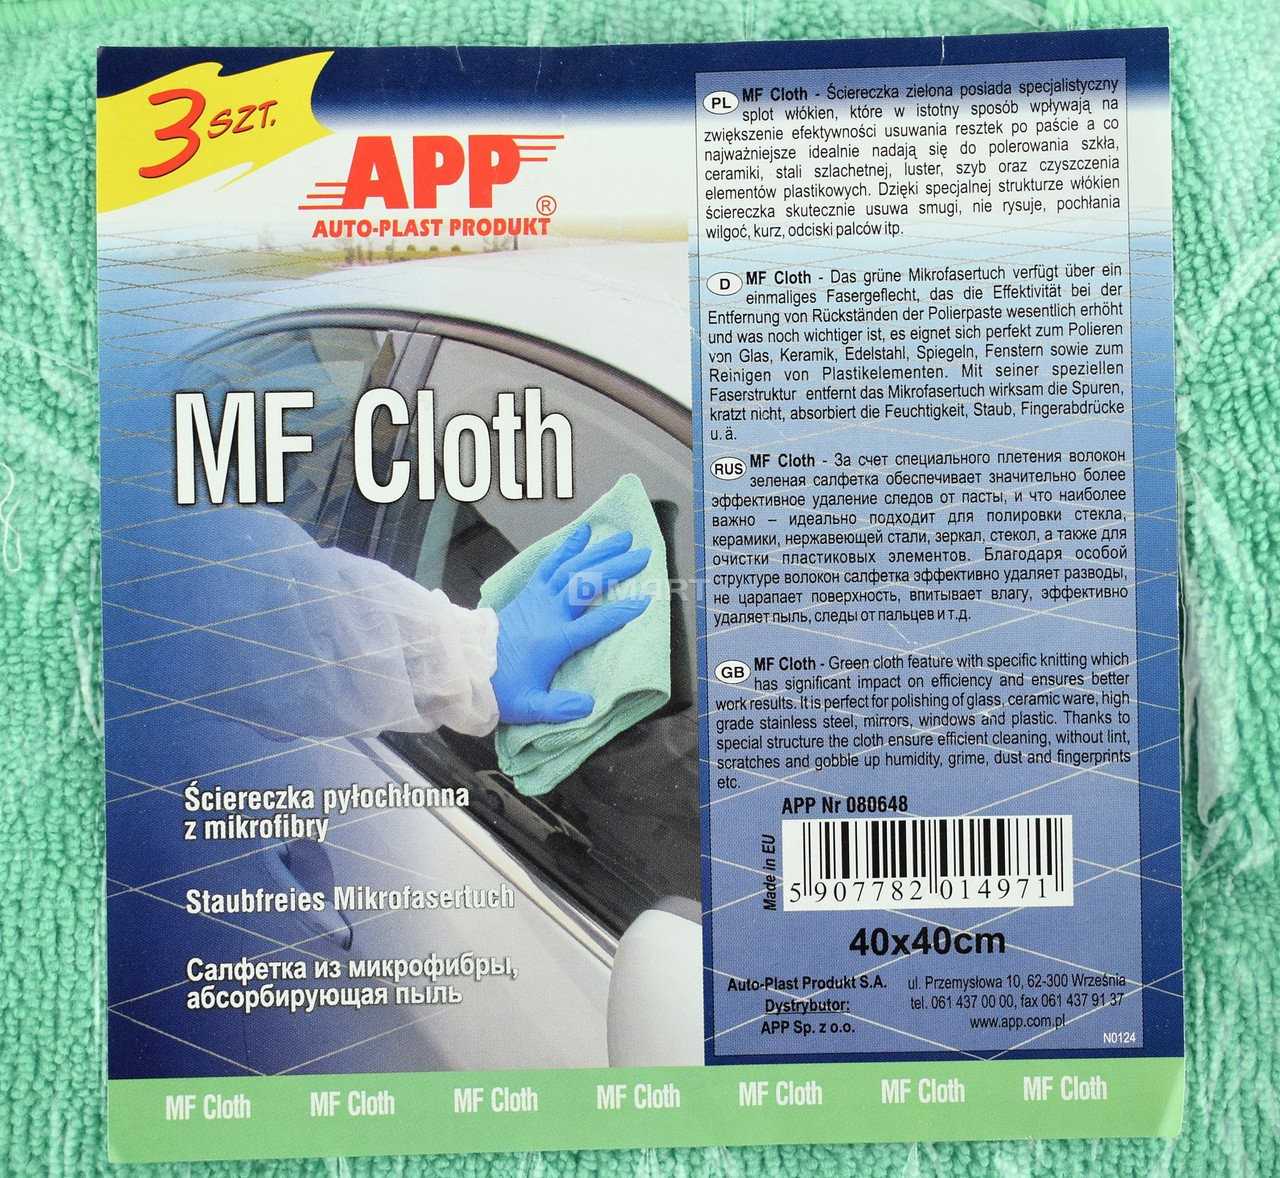 3 SZT.
APP
®
AUTO-PLAST PRODUKT
MF Cloth
bMART
Ściereczka pyłochłonna
z mikrofibry
Staubfreies Mikrofasertuch
Салфетка из микрофибры,
абсорбирующая пыль
PL MF Cloth - Ściereczka zielona posiada specjalistyczny
splot włókien, które w istotny sposób wpływają na
zwiększenie efektywności usuwania resztek po paście a co
najważniejsze idealnie nadają się do polerowania szkła,
ceramiki, stali szlachetnej, luster, szyb oraz czyszczenia
elementów plastikowych. Dzięki specjalnej strukturze włókien
ściereczka skutecznie usuwa smugi, nie rysuje, pochłania
wilgoć, kurz, odciski palców itp.
D MF Cloth - Das grüne Mikrofasertuch verfügt über ein
einmaliges Fasergeflecht, das die Effektivität bei der
Entfernung von Rückständen der Polierpaste wesentlich erhöht
und was noch wichtiger ist, es eignet sich perfekt zum Polieren
von Glas, Keramik, Edelstahl, Spiegeln, Fenstern sowie zum
Reinigen von Plastikelementen. Mit seiner speziellen
Faserstruktur entfernt das Mikrofasertuch wirksam die Spuren,
kratzt nicht, absorbiert die Feuchtigkeit, Staub, Fingerabdrücke
u. ä.
RUS MF Cloth - За счет специального плетения волокон
зеленая салфетка обеспечивает значительно более
эффективное удаление следов от пасты, и что наиболее
важно – идеально подходит для полировки стекла,
керамики, нержавеющей стали, зеркал, стекол, а также для
очистки пластиковых элементов. Благодаря особой
структуре волокон салфетка эффективно удаляет разводы,
не царапает поверхность, впитывает влагу, эффективно
удаляет пыль, следы от пальцев и т.д.
GB MF Cloth - Green cloth feature with specific knitting which
has significant impact on efficiency and ensures better
work results. It is perfect for polishing of glass, ceramic ware, high
grade stainless steel, mirrors, windows and plastic. Thanks to
special structure the cloth ensure efficient cleaning, without lint,
scratches and gobble up humidity, grime, dust and fingerprints
etc.
APP Nr 080648
Made in EU
5 907782 014971
40x40cm
Auto-Plast Produkt S.A. ul. Przemysłowa 10, 62-300 Września
Dystrybutor: tel. 061 437 00 00, fax 061 437 91 37
APP Sp. z o.o. www.app.com.pl
N0124
MF Cloth MF Cloth MF Cloth MF Cloth MF Cloth MF Cloth MF Cloth